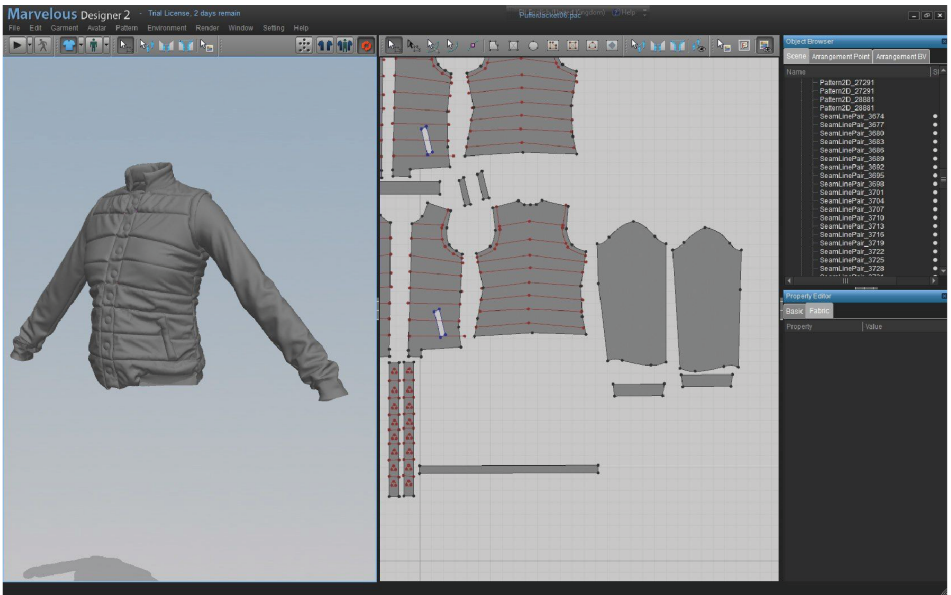 Marvelous Designer 2 - Trial License, 2 days remain
PufferJacket06.pac
Help
File Edit Garment Avatar Pattern Environment Render Window Setting Help
Object Browser
Scene Arrangement Point Arrangement BV
Name
Pattern2D_27291
Pattern2D_27291
Pattern2D_28881
Pattern2D_28881
SeamLinePair_3674
SeamLinePair_3677
SeamLinePair_3680
SeamLinePair_3683
SeamLinePair_3686
SeamLinePair_3689
SeamLinePair_3692
SeamLinePair_3695
SeamLinePair_3698
SeamLinePair_3701
SeamLinePair_3704
SeamLinePair_3707
SeamLinePair_3710
SeamLinePair_3713
SeamLinePair_3716
SeamLinePair_3719
SeamLinePair_3722
SeamLinePair_3725
SeamLinePair_3728
Property Editor
Basic Fabric
Property Value